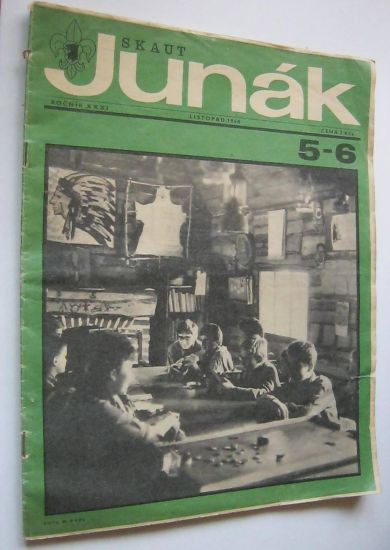 SKAUT
Junák
ROČNÍK XXXI
LISTOPAD
5-6